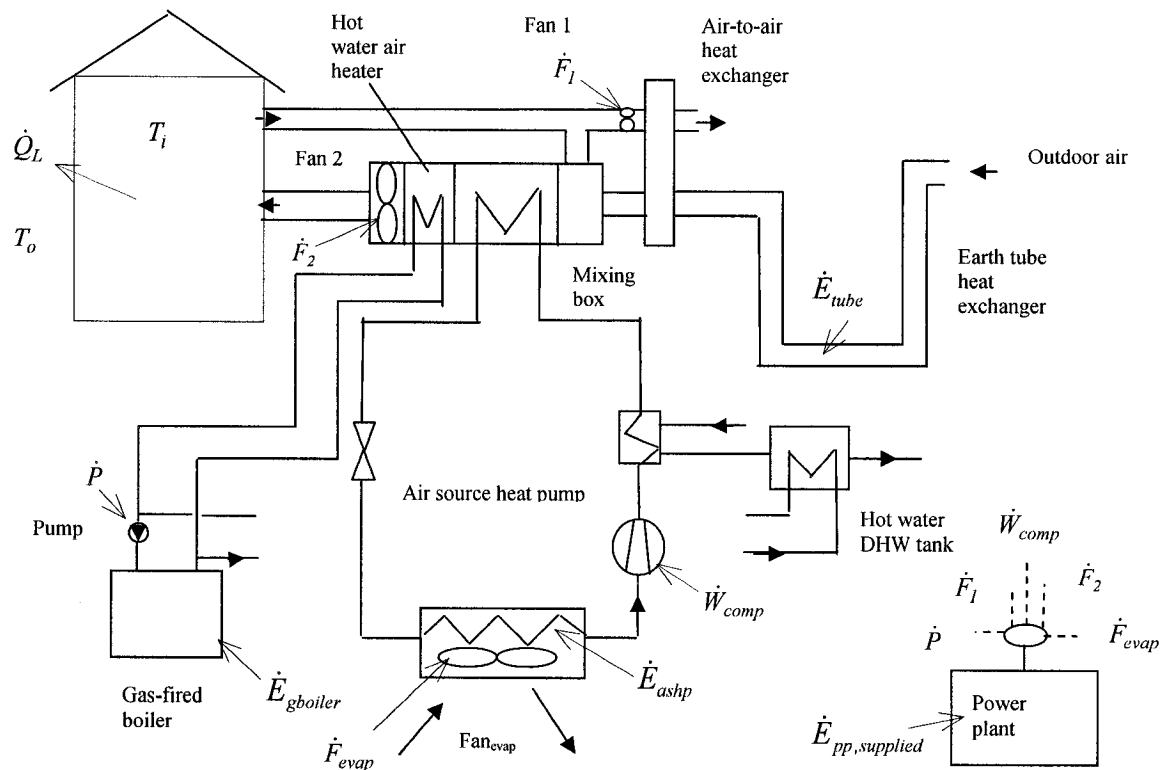 Hot
water air
heater
Fan 1
Ḟ1
Air-to-air
heat
exchanger
Q̇L
Ti
To
Fan 2
Ḟ2
Outdoor air
Mixing
box
Ėtube
Earth tube
heat
exchanger
Ṗ
Pump
Air source heat pump
Hot water
DHW tank
Ẇcomp
Ėgboiler
Gas-fired
boiler
Ėashp
Ḟevap
Fanevap
Ẇcomp
Ḟ1
Ḟ2
Ṗ
Ḟevap
Power
plant
Ėpp,supplied